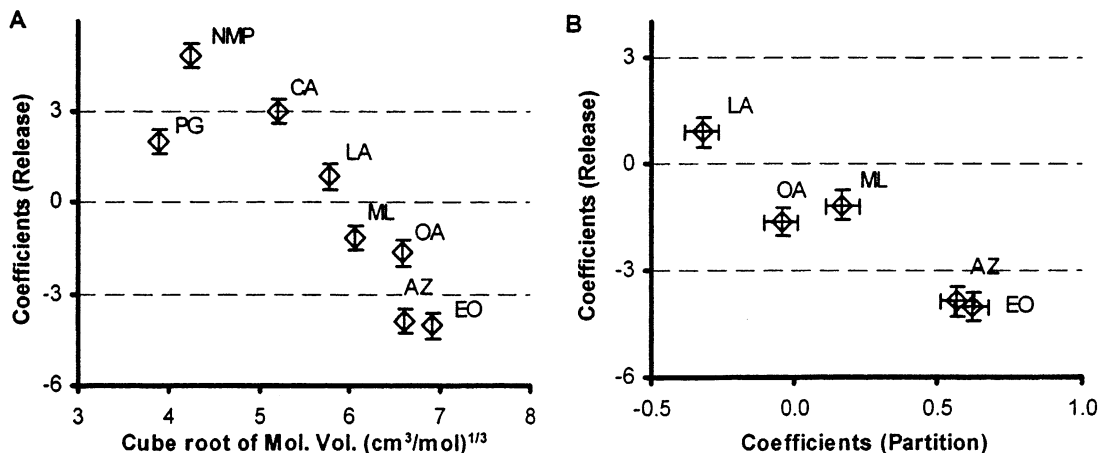 A
NMP
CA
3
PG
LA
0
ML
OA
-3
AZ
EO
-6
3 4 5 6 7 8
Coefficients (Release)
Cube root of Mol. Vol. (cm³/mol)¹/³
B
3
LA
0
OA
ML
-3
AZ
EO
-6
-0.5 0.0 0.5 1.0
Coefficients (Release)
Coefficients (Partition)